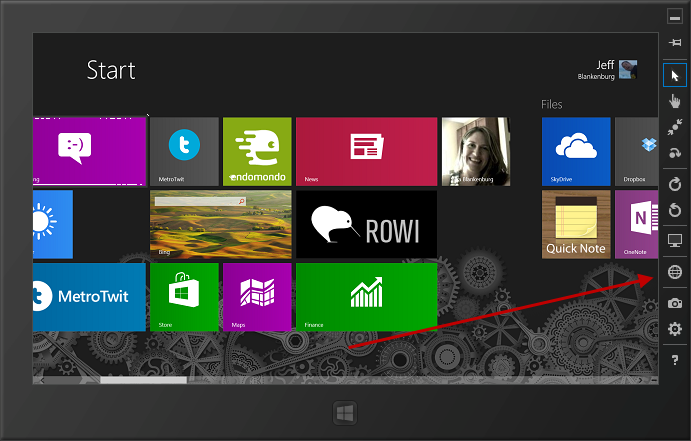 Start
Jeff
Blankenburg
Files
:-)
MetroTwit
endomondo
News
Blankenburg
SkyDrive
Dropbox
Bing
ROWI
Quick Note
OneNote
MetroTwit
Store
Maps
Finance
?